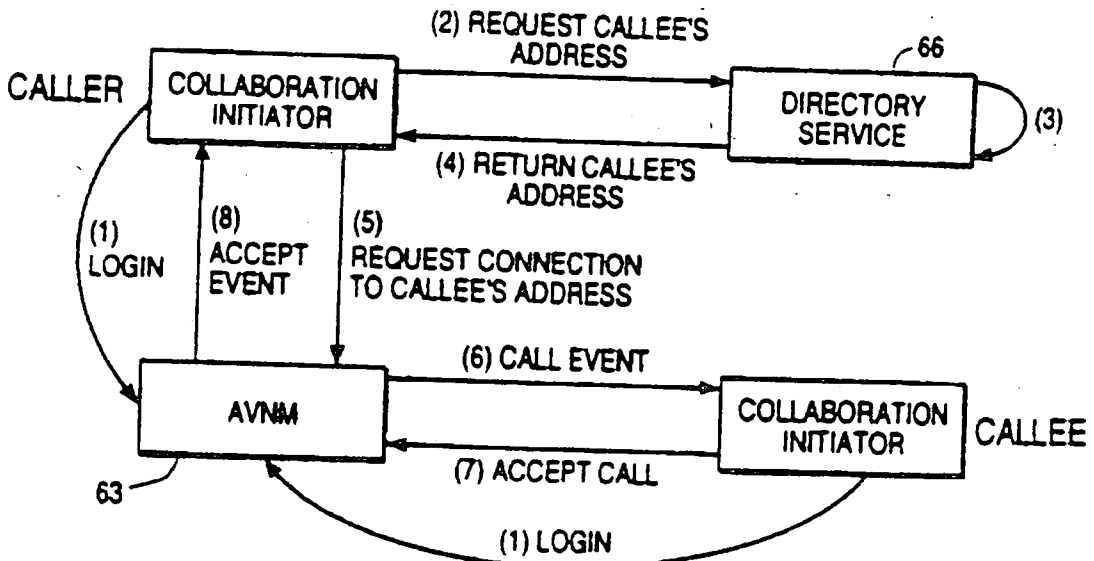 (2) REQUEST CALLEE'S
ADDRESS
66
CALLER
COLLABORATION
INITIATOR
DIRECTORY
SERVICE
(3)
(4) RETURN CALLEE'S
ADDRESS
(1)
LOGIN
(8)
ACCEPT
EVENT
(5)
REQUEST CONNECTION
TO CALLEE'S ADDRESS
(6) CALL EVENT
AVNM
COLLABORATION
INITIATOR
CALLEE
(7) ACCEPT CALL
63
(1) LOGIN